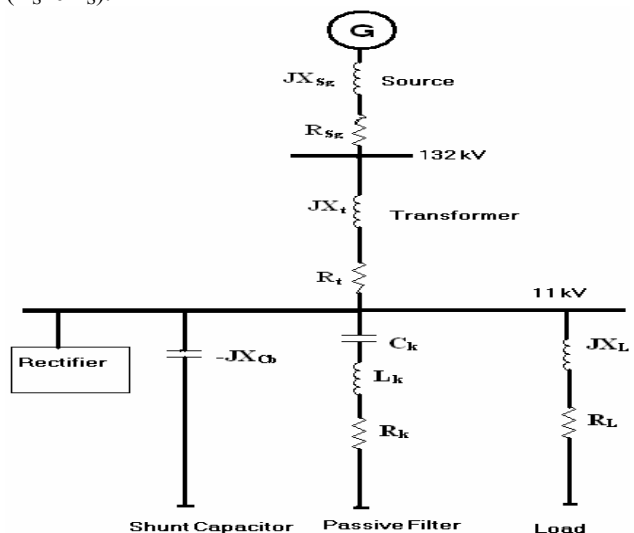 (R_S+X_S).
G
JX_Sg Source
R_Sg
132 kV
JX_t Transformer
R_t
11 kV
Rectifier
-JX_Cb
C_k
L_k
R_k
JX_L
R_L
Shunt Capacitor Passive Filter Load